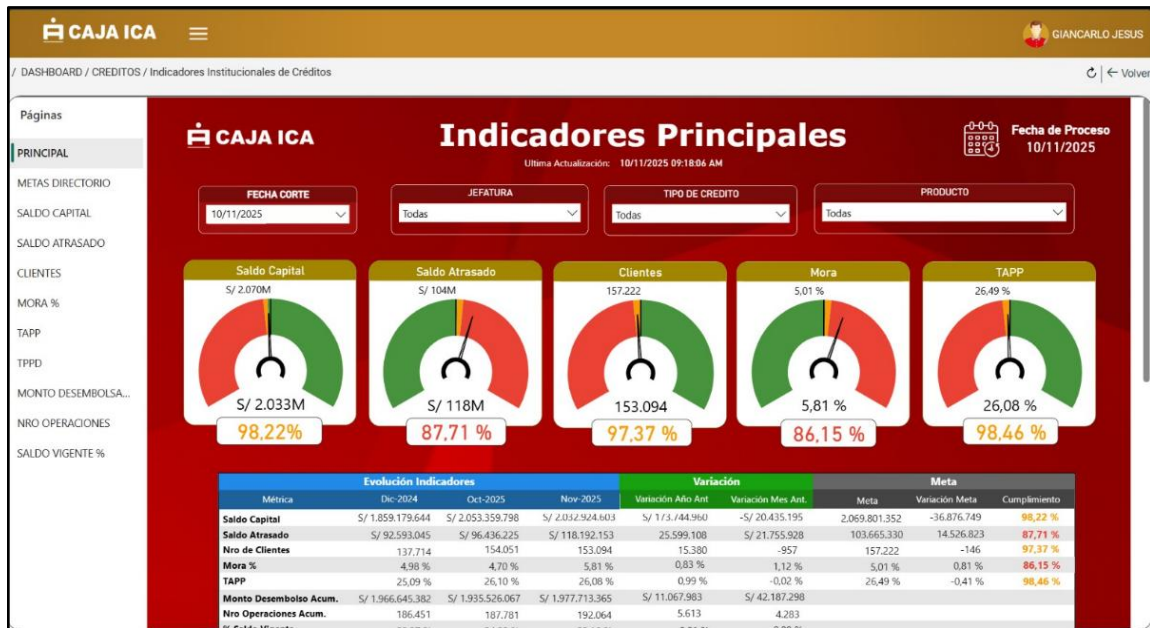 CAJA ICA
GIANCARLO JESUS
/ DASHBOARD / CREDITOS / Indicadores Institucionales de Créditos
Volver
Páginas
PRINCIPAL
METAS DIRECTORIO
SALDO CAPITAL
SALDO ATRASADO
CLIENTES
MORA %
TAPP
TPPD
MONTO DESEMBOLSA...
NRO OPERACIONES
SALDO VIGENTE %
CAJA ICA
Indicadores Principales
Ultima Actualización: 10/11/2025 09:18:06 AM
Fecha de Proceso
10/11/2025
FECHA CORTE
10/11/2025
JEFATURA
Todas
TIPO DE CREDITO
Todas
PRODUCTO
Todas
Saldo Capital
S/ 2.070M
S/ 2.033M
98,22%
Saldo Atrasado
S/ 104M
S/ 118M
87,71 %
Clientes
157.222
153.094
97,37 %
Mora
5,01 %
5,81 %
86,15 %
TAPP
26,49 %
26,08 %
98,46 %
Evolución Indicadores Variación Meta
Métrica Dic-2024 Oct-2025 Nov-2025 Variación Año Ant Variación Mes Ant. Meta Variación Meta Cumplimiento
Saldo Capital S/ 1.859.179.644 S/ 2.053.359.798 S/ 2.032.924.603 S/ 173.744.960 -S/ 20.435.195 2.069.801.352 -36.876.749 98,22 %
Saldo Atrasado S/ 92.593.045 S/ 96.436.225 S/ 118.192.153 25.599.108 S/ 21.755.928 103.665.330 14.526.823 87,71 %
Nro de Clientes 137.714 154.051 153.094 15.380 -957 157.222 -146 97,37 %
Mora % 4,98 % 4,70 % 5,81 % 0,83 % 1,12 % 5,01 % 0,81 % 86,15 %
TAPP 25,09 % 26,10 % 26,08 % 0,99 % -0,02 % 26,49 % -0,41 % 98,46 %
Monto Desembolso Acum. S/ 1.966.645.382 S/ 1.935.526.067 S/ 1.977.713.365 S/ 11.067.983 S/ 42.187.298
Nro Operaciones Acum. 186.451 187.781 192.064 5.613 4.283